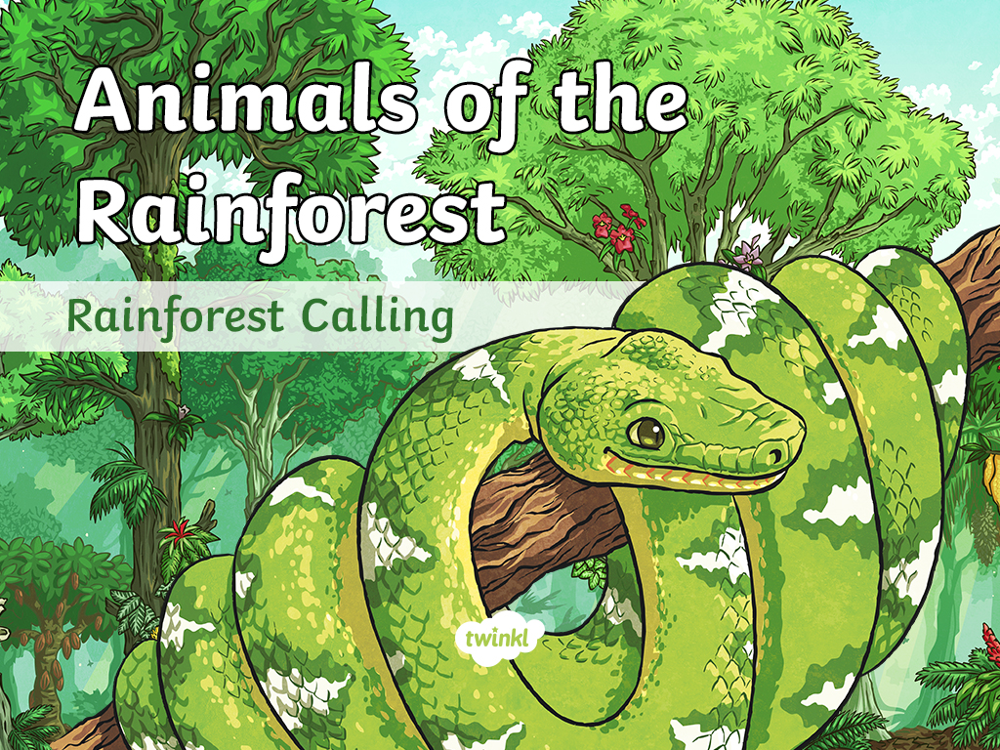 Animals of the
Rainforest
Rainforest Calling
twinkl